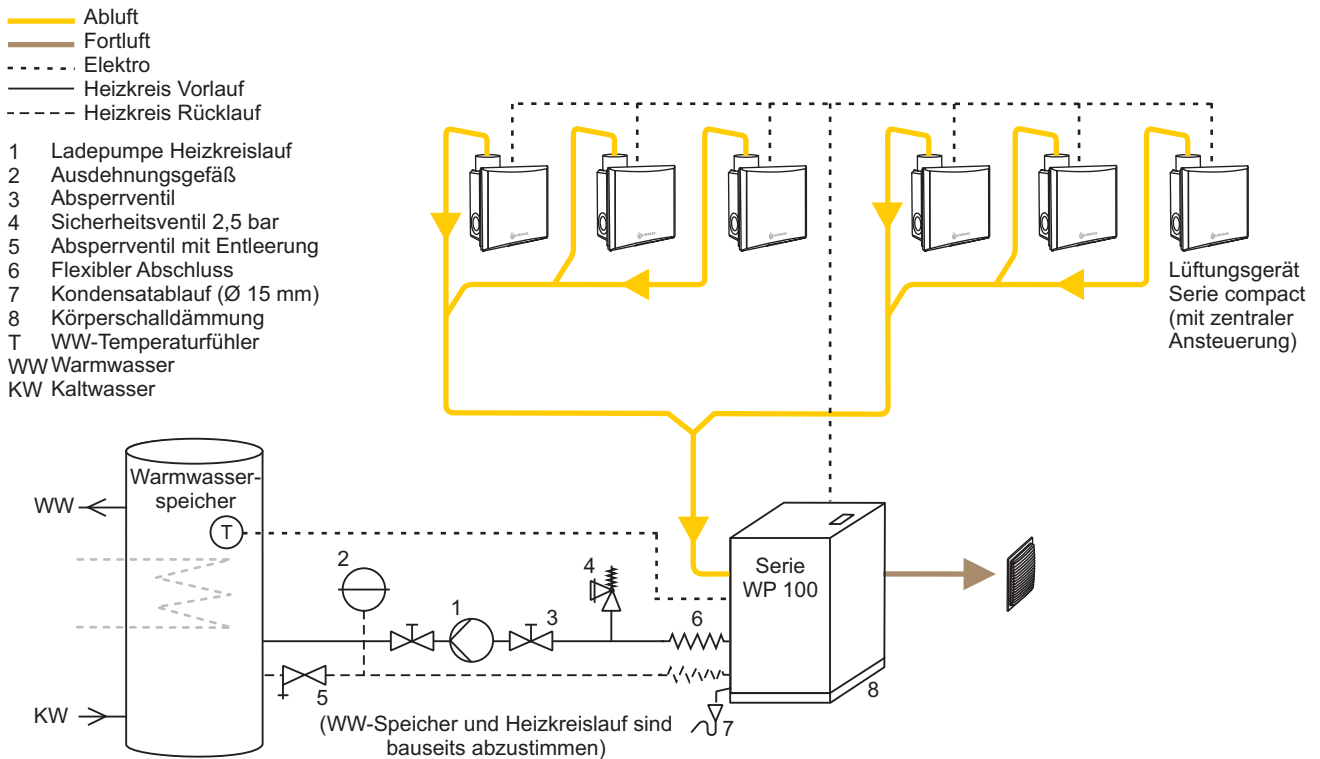 Abluft
Fortluft
Elektro
Heizkreis Vorlauf
Heizkreis Rücklauf
1 Ladepumpe Heizkreislauf
2 Ausdehnungsgefäß
3 Absperrventil
4 Sicherheitsventil 2,5 bar
5 Absperrventil mit Entleerung
6 Flexibler Abschluss
7 Kondensatablauf (Ø 15 mm)
8 Körperschalldämmung
T WW-Temperaturfühler
WW Warmwasser
KW Kaltwasser
Lüftungsgerät
Serie compact
(mit zentraler
Ansteuerung)
Warmwasser-
speicher
WW
T
2
4
Serie
WP 100
1
3
6
5
8
KW
7
(WW-Speicher und Heizkreislauf sind
bauseits abzustimmen)